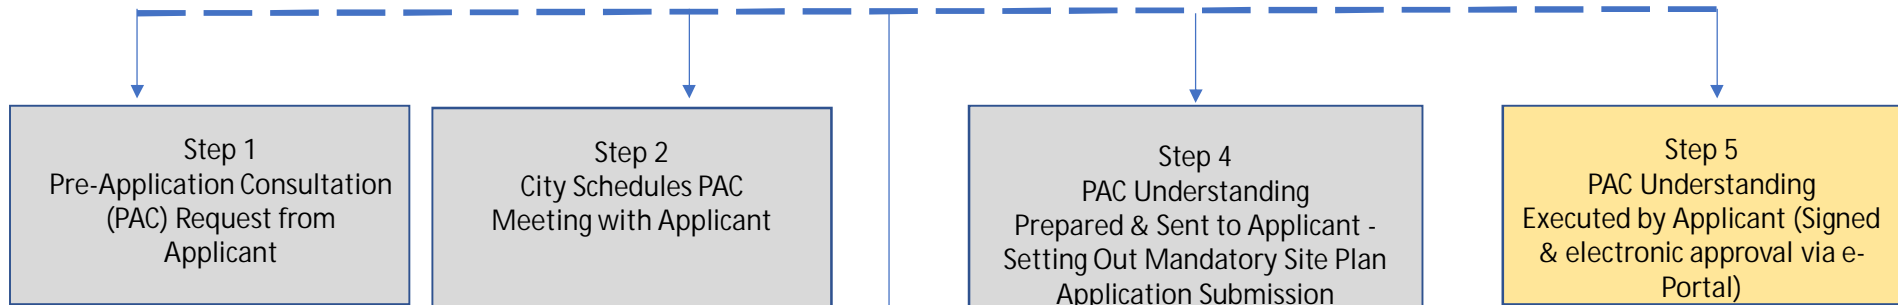 Step 1
Pre-Application Consultation
(PAC) Request from
Applicant
Step 2
City Schedules PAC
Meeting with Applicant
Step 4
PAC Understanding
Prepared & Sent to Applicant -
Setting Out Mandatory Site Plan
Application Submission
Step 5
PAC Understanding
Executed by Applicant (Signed
& electronic approval via e-
Portal)